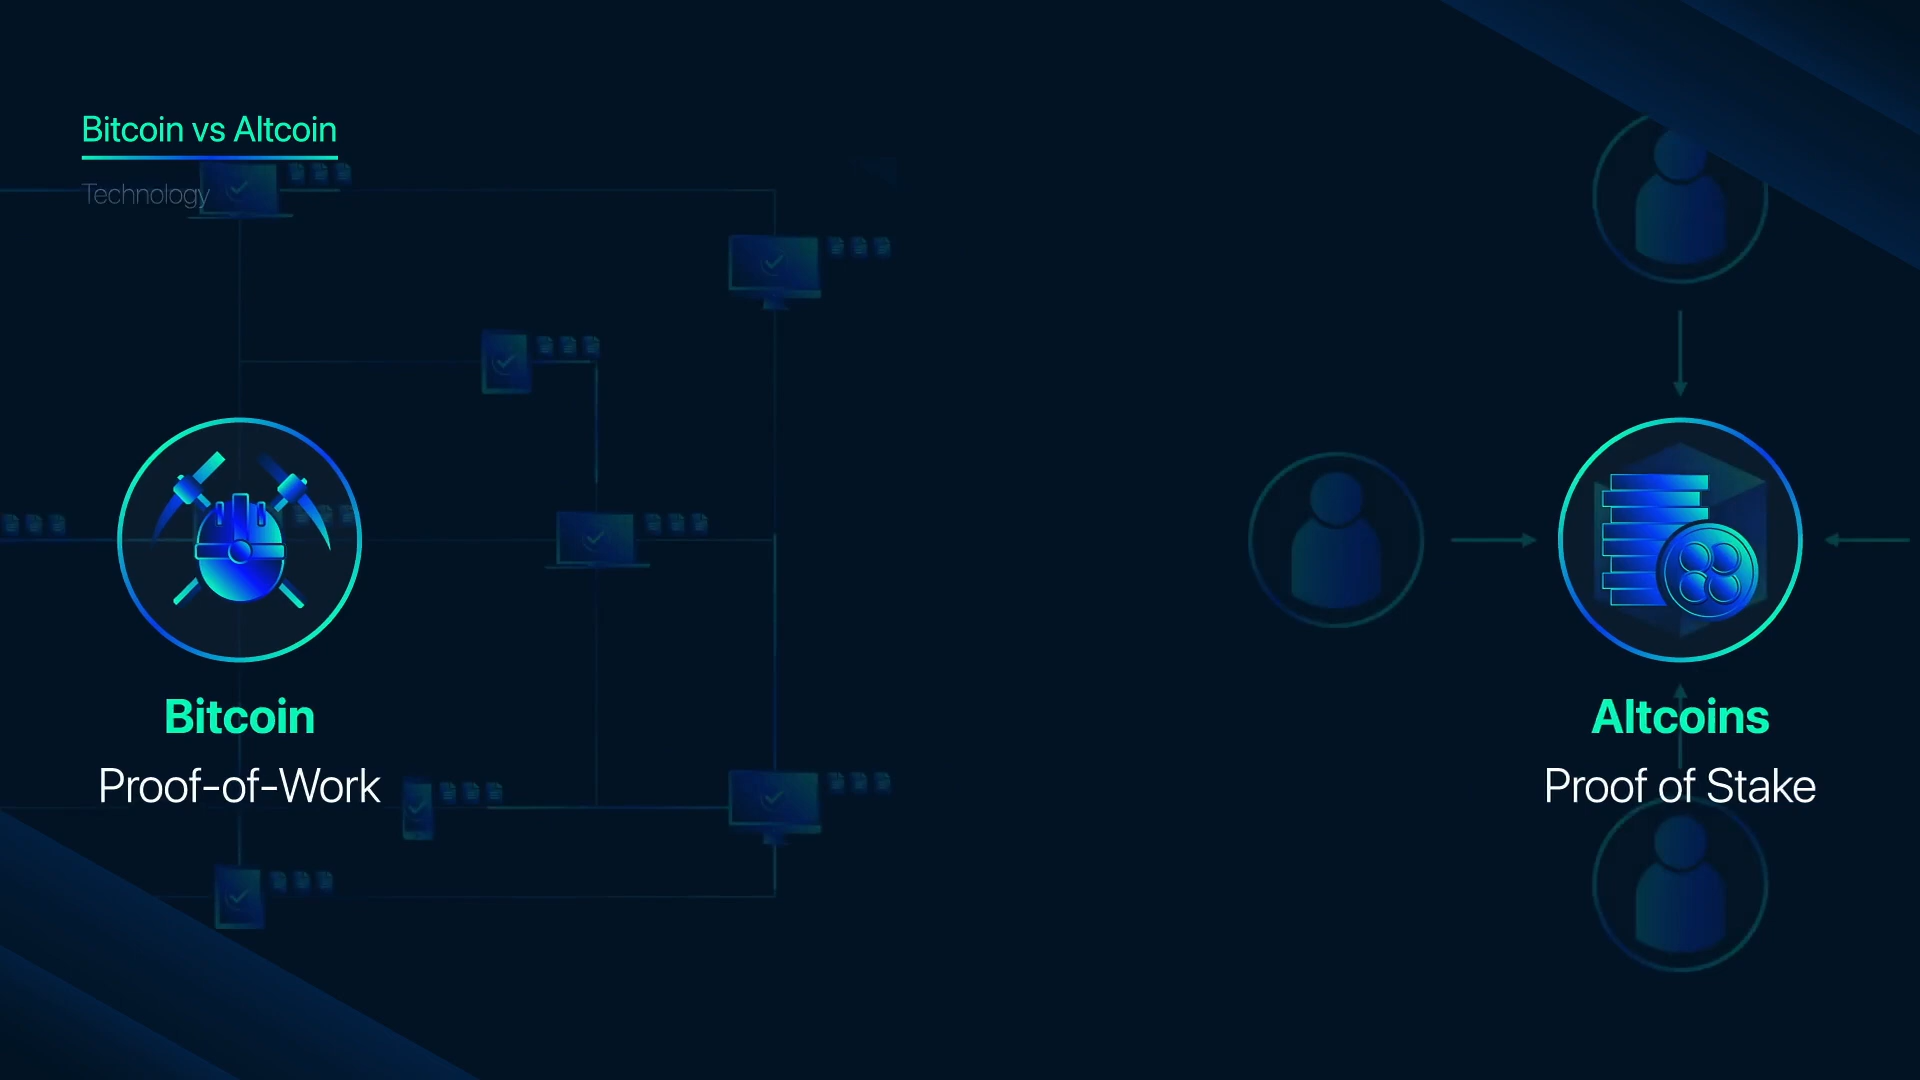 Bitcoin vs Altcoin
Technology
Bitcoin
Proof-of-Work
Altcoins
Proof of Stake